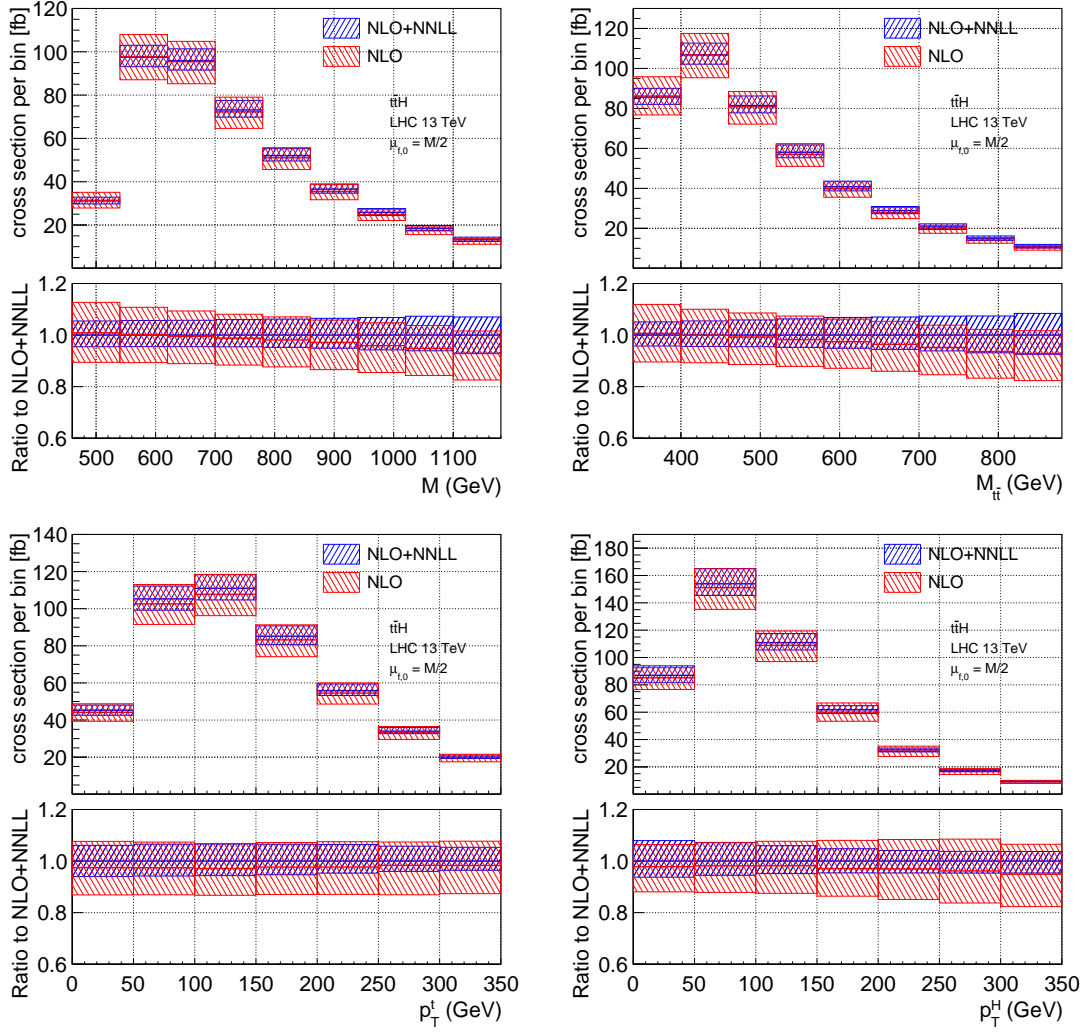 cross section per bin [fb]
120
100
80
60
40
20
NLO+NNLL
NLO
tt̄H
LHC 13 TeV
μf,0 = M/2
Ratio to NLO+NNLL
1.2
1.0
0.8
0.6
500 600 700 800 900 1000 1100
M (GeV)
cross section per bin [fb]
120
100
80
60
40
20
NLO+NNLL
NLO
tt̄H
LHC 13 TeV
μf,0 = M/2
Ratio to NLO+NNLL
1.2
1.0
0.8
0.6
400 500 600 700 800
Mtt̄ (GeV)
cross section per bin [fb]
140
120
100
80
60
40
20
NLO+NNLL
NLO
tt̄H
LHC 13 TeV
μf,0 = M/2
Ratio to NLO+NNLL
1.2
1.0
0.8
0.6
0 50 100 150 200 250 300 350
pTt (GeV)
cross section per bin [fb]
180
160
140
120
100
80
60
40
20
NLO+NNLL
NLO
tt̄H
LHC 13 TeV
μf,0 = M/2
Ratio to NLO+NNLL
1.2
1.0
0.8
0.6
0 50 100 150 200 250 300 350
pTH (GeV)